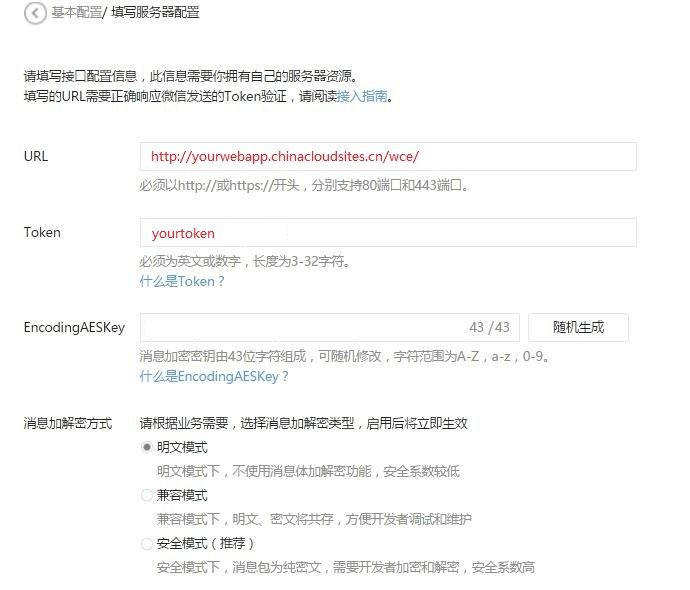 基本配置/ 填写服务器配置
请填写接口配置信息，此信息需要你拥有自己的服务器资源。
填写的URL需要正确响应微信发送的Token验证，请阅读接入指南。
URL
http://yourwebapp.chinacloudsites.cn/wce/
必须以http://或https://开头，分别支持80端口和443端口。
Token
yourtoken
必须为英文或数字，长度为3-32字符。
什么是Token？
EncodingAESKey
43 /43
随机生成
消息加密密钥由43位字符组成，可随机修改，字符范围为A-Z，a-z，0-9。
什么是EncodingAESKey？
消息加解密方式
请根据业务需要，选择消息加解密类型，启用后将立即生效
明文模式
明文模式下，不使用消息体加解密功能，安全系数较低
兼容模式
兼容模式下，明文、密文将共存，方便开发者调试和维护
安全模式（推荐）
安全模式下，消息包为纯密文，需要开发者加密和解密，安全系数高